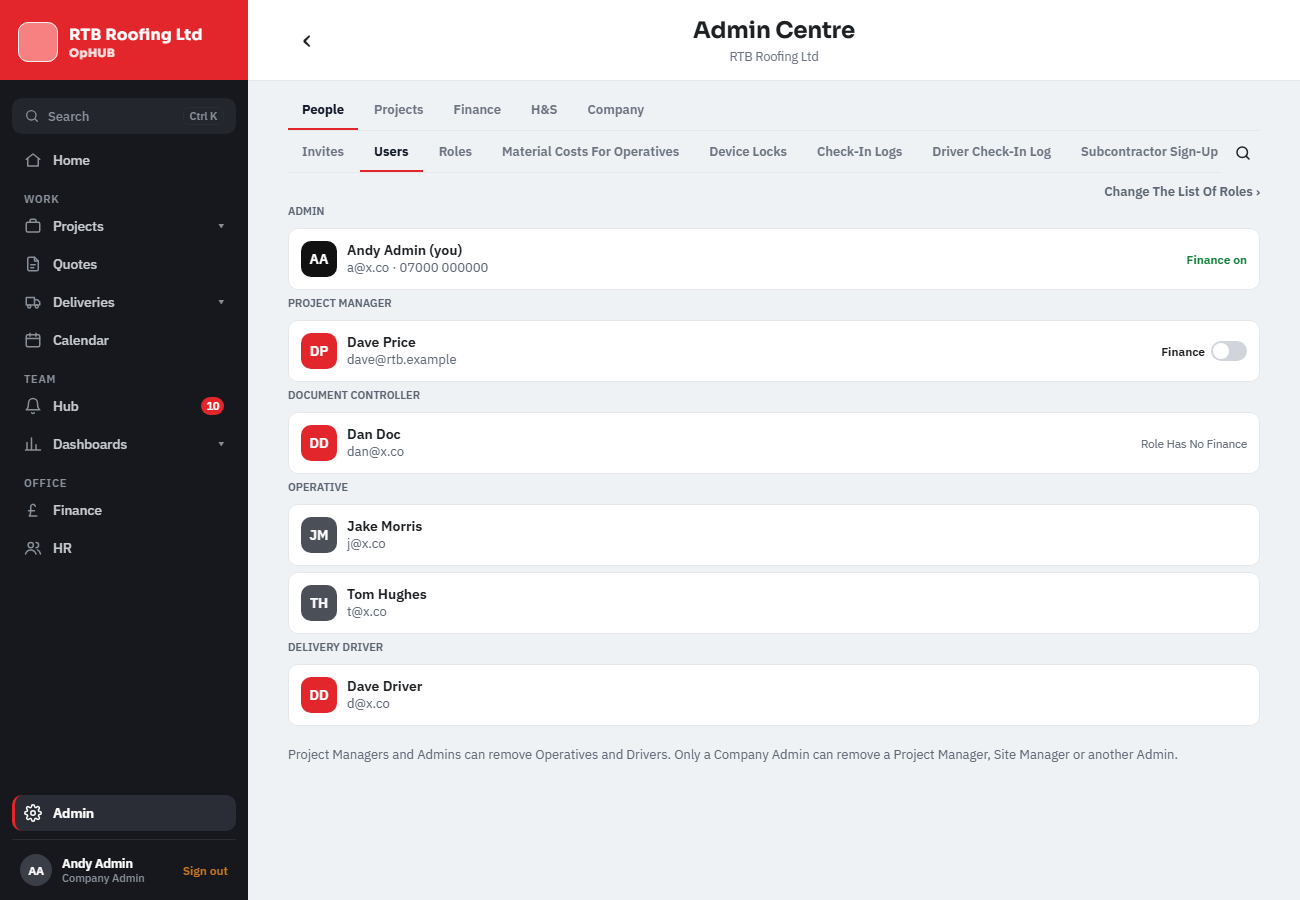 RTB Roofing Ltd
OpHUB
Search Ctrl K
Home
WORK
Projects
Quotes
Deliveries
Calendar
TEAM
Hub 10
Dashboards
OFFICE
Finance
HR
Admin
AA Andy Admin
Company Admin
Sign out
Admin Centre
RTB Roofing Ltd
People Projects Finance H&S Company
Invites Users Roles Material Costs For Operatives Device Locks Check-In Logs Driver Check-In Log Subcontractor Sign-Up
Change The List Of Roles ›
ADMIN
AA Andy Admin (you)
a@x.co · 07000 000000
Finance on
PROJECT MANAGER
DP Dave Price
dave@rtb.example
Finance
DOCUMENT CONTROLLER
DD Dan Doc
dan@x.co
Role Has No Finance
OPERATIVE
JM Jake Morris
j@x.co
TH Tom Hughes
t@x.co
DELIVERY DRIVER
DD Dave Driver
d@x.co
Project Managers and Admins can remove Operatives and Drivers. Only a Company Admin can remove a Project Manager, Site Manager or another Admin.